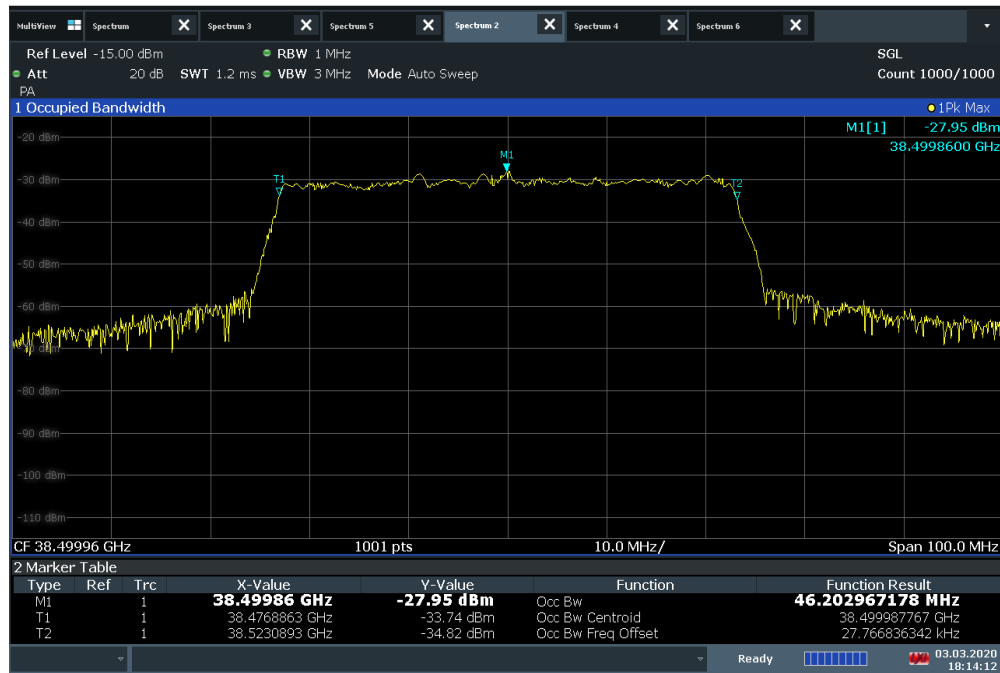 MultiView Spectrum X Spectrum 3 X Spectrum 5 X Spectrum 2 X Spectrum 4 X Spectrum 6 X
Ref Level -15.00 dBm RBW 1 MHz SGL
Att 20 dB SWT 1.2 ms VBW 3 MHz Mode Auto Sweep Count 1000/1000
PA
1 Occupied Bandwidth 1Pk Max
M1[1] -27.95 dBm
-20 dBm
38.4998600 GHz
M1
T1
T2
-30 dBm
-40 dBm
-50 dBm
-60 dBm
-80 dBm
-90 dBm
-100 dBm
-110 dBm
CF 38.49996 GHz 1001 pts 10.0 MHz/ Span 100.0 MHz
2 Marker Table
Type Ref Trc X-Value Y-Value Function Function Result
M1 1 38.49986 GHz -27.95 dBm Occ Bw 46.202967178 MHz
T1 1 38.4768863 GHz -33.74 dBm Occ Bw Centroid 38.499987767 GHz
T2 1 38.5230893 GHz -34.82 dBm Occ Bw Freq Offset 27.766836342 kHz
Ready 03.03.2020
18:14:12